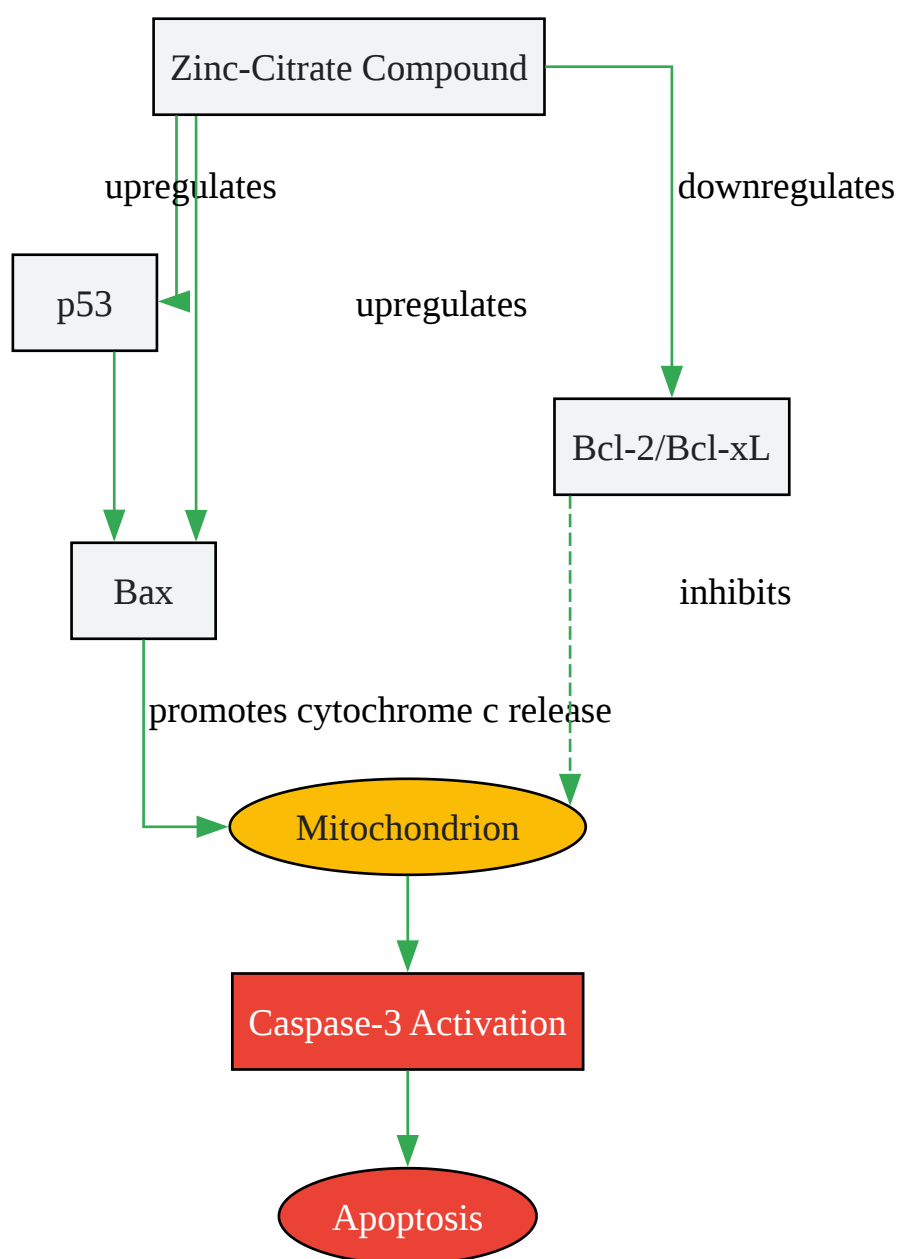 Zinc-Citrate Compound
upregulates
downregulates
p53
upregulates
Bcl-2/Bcl-xL
Bax
inhibits
promotes cytochrome c release
Mitochondrion
Caspase-3 Activation
Apoptosis